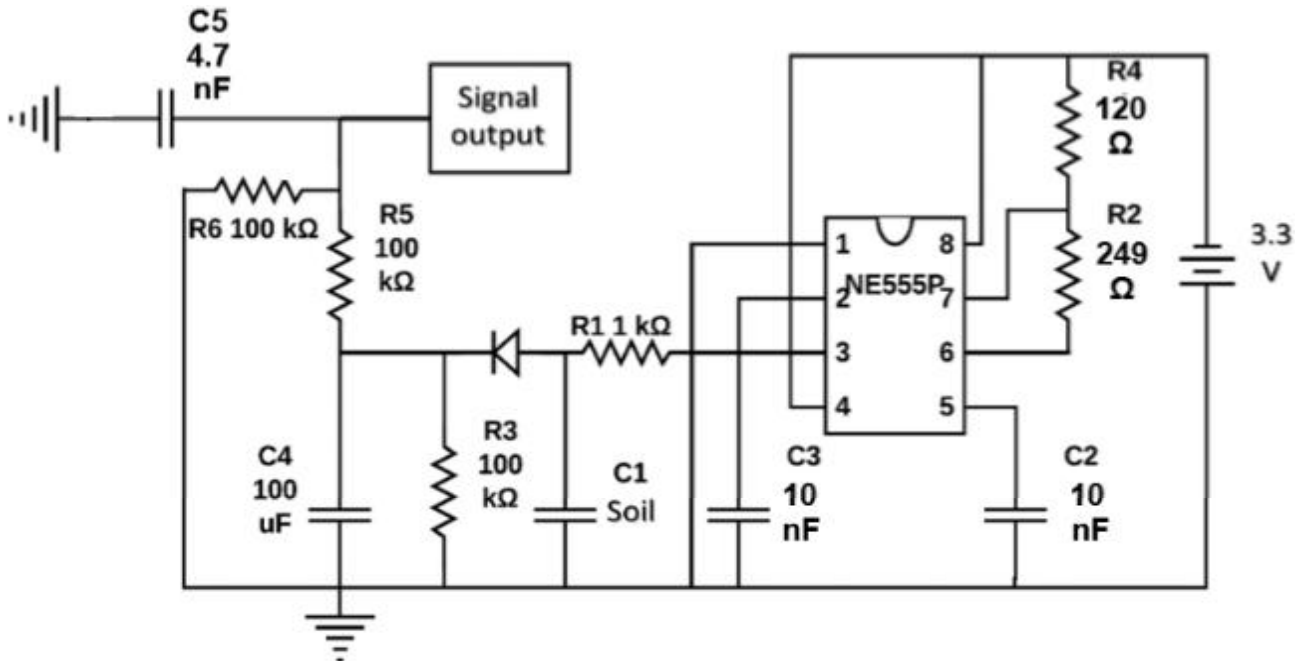 C5
4.7
nF
Signal
output
R4
120
Ω
R6 100 kΩ
R5
100
kΩ
R2
249
Ω
3.3
V
1
8
NE555P
2
7
R1 1 kΩ
3
6
4
5
C4
100
uF
R3
100
kΩ
C1
Soil
C3
10
nF
C2
10
nF